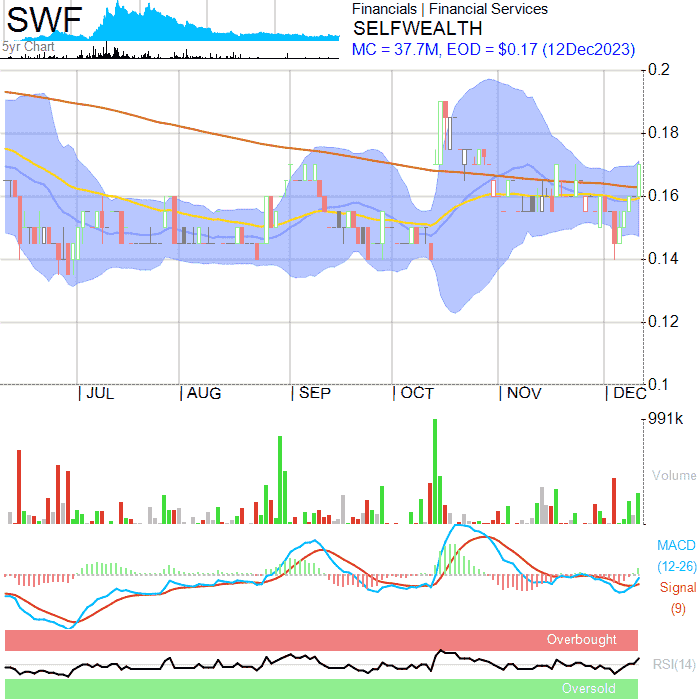 SWF
5yr Chart
Financials | Financial Services
SELFWEALTH
MC = 37.7M, EOD = $0.17 (12Dec2023)
0.2
0.18
0.16
0.14
0.12
0.1
| JUL | AUG | SEP | OCT | NOV | DEC
991k
Volume
MACD
(12-26)
Signal
(9)
Overbought
RSI(14)
Oversold